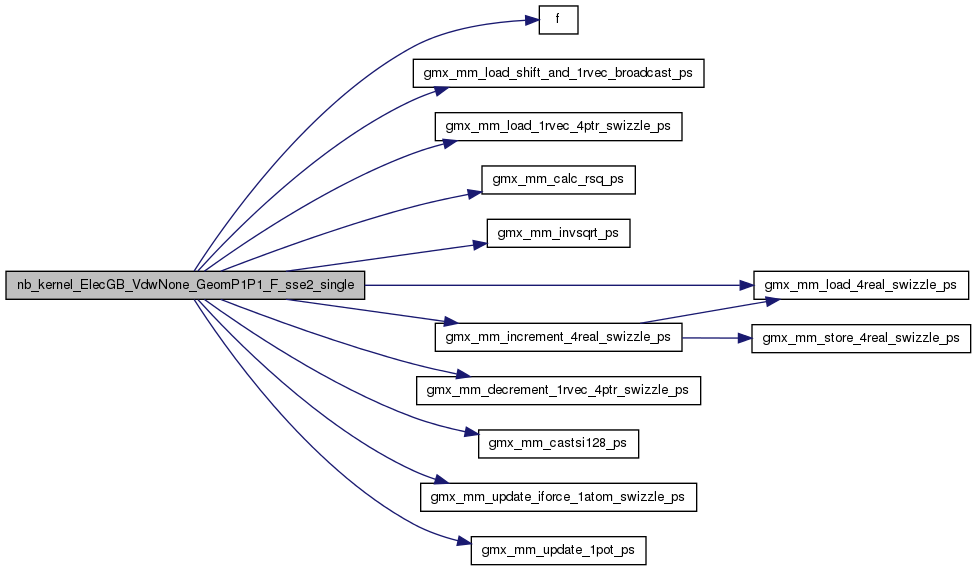 f
gmx_mm_load_shift_and_1rvec_broadcast_ps
gmx_mm_load_1rvec_4ptr_swizzle_ps
gmx_mm_calc_rsq_ps
gmx_mm_invsqrt_ps
nb_kernel_ElecGB_VdwNone_GeomP1P1_F_sse2_single
gmx_mm_load_4real_swizzle_ps
gmx_mm_increment_4real_swizzle_ps
gmx_mm_store_4real_swizzle_ps
gmx_mm_decrement_1rvec_4ptr_swizzle_ps
gmx_mm_castsi128_ps
gmx_mm_update_iforce_1atom_swizzle_ps
gmx_mm_update_1pot_ps